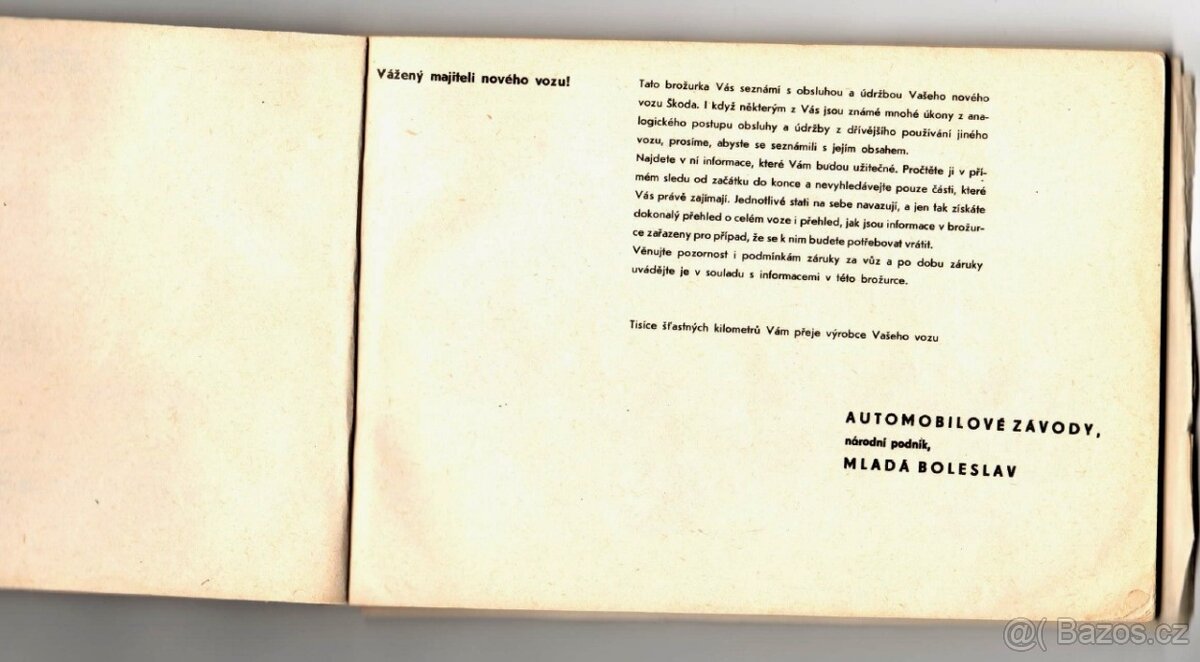 Vážený majiteli nového vozu!
Tato brožurka Vás seznámí s obsluhou a údržbou Vašeho nového
vozu Škoda. I když některým z Vás jsou známé mnohé úkony z ana-
logického postupu obsluhy a údržby z dřívějšího používání jiného
vozu, prosíme, abyste se seznámili s jejím obsahem.
Najdete v ní informace, které Vám budou užitečné. Pročtěte ji v pří-
mém sledu od začátku do konce a nevyhledávejte pouze části, které
Vás právě zajímají. Jednotlivé stati na sebe navazují, a jen tak získáte
dokonalý přehled o celém voze i přehled, jak jsou informace v brožur-
ce zařazeny pro případ, že se k nim budete potřebovat vrátit.
Věnujte pozornost i podmínkám záruky za vůz a po dobu záruky
uvádějte je v souladu s informacemi v této brožurce.
Tisíce šťastných kilometrů Vám přeje výrobce Vašeho vozu
AUTOMOBILOVÉ ZÁVODY,
národní podnik,
MLADÁ BOLESLAV
@( Bazoš.cz